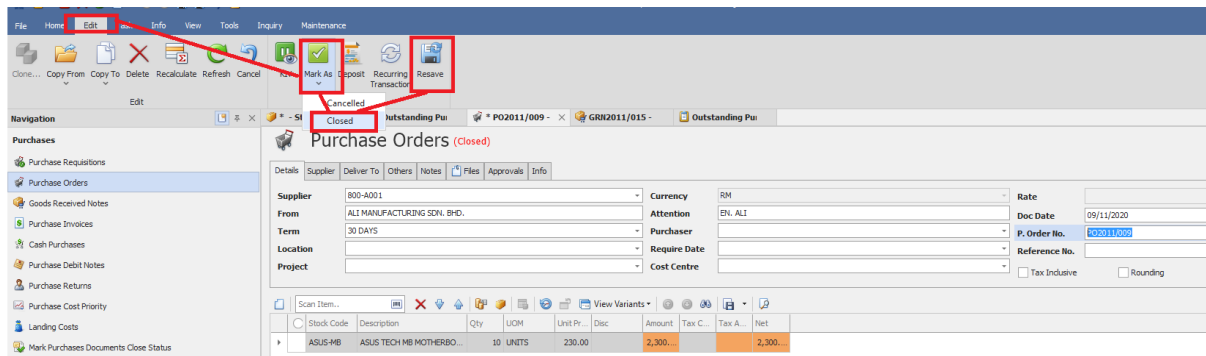 File Home Edit Info View Tools Inquiry Maintenance
Clone... Copy From Copy To Delete Recalculate Refresh Cancel Mark As Deposit Recurring Transaction Resave
Edit
Cancelled
Closed
Navigation
Outstanding Pur
* PO2011/009 -
GRN2011/015 -
Outstanding Pur
Purchases
Purchase Orders (Closed)
Purchase Requisitions
Purchase Orders
Goods Received Notes
Purchase Invoices
Cash Purchases
Purchase Debit Notes
Purchase Returns
Purchase Cost Priority
Landing Costs
Mark Purchases Documents Close Status
Details Supplier Deliver To Others Notes Files Approvals Info
Supplier 800-A001 Currency RM Rate
From ALI MANUFACTURING SDN. BHD. Attention EN. ALI Doc Date 09/11/2020
Term 30 DAYS Purchaser P. Order No. PO2011/009
Location Require Date Reference No.
Project Cost Centre Tax Inclusive Rounding
Scan Item.. View Variants
Stock Code Description Qty UOM Unit Pr... Disc Amount Tax C... Tax A... Net
ASUS-MB ASUS TECH MB MOTHERBO... 10 UNITS 230.00 2,300.... 2,300....